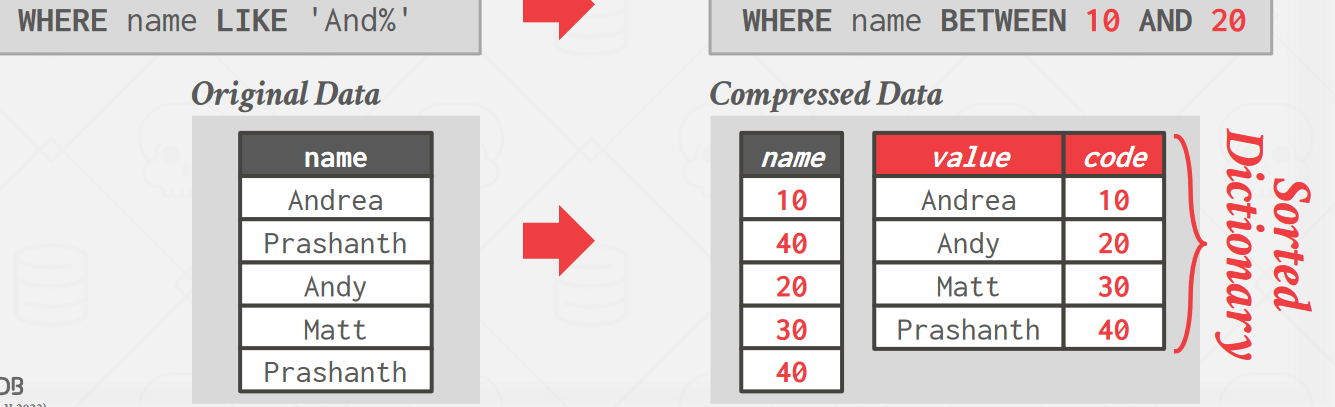 WHERE name LIKE 'And%'
WHERE name BETWEEN 10 AND 20
Original Data
Compressed Data
name
Andrea
Prashanth
Andy
Matt
Prashanth
name
10
40
20
30
40
value code
Andrea 10
Andy 20
Matt 30
Prashanth 40
Sorted
Dictionary
DB